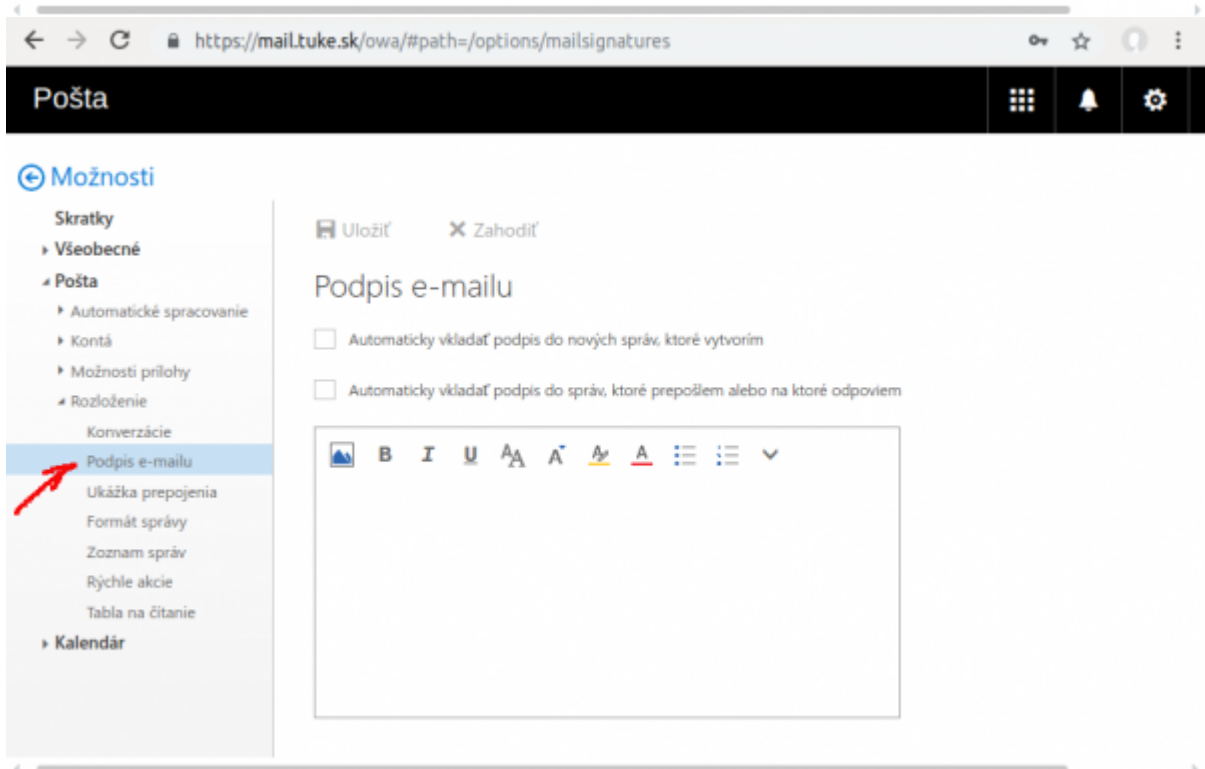 https://mail.tuke.sk/owa/#path=/options/mailsignatures
Pošta
Možnosti
Skratky
Všeobecné
Pošta
Automatické spracovanie
Kontá
Možnosti prílohy
Rozloženie
Konverzácie
Podpis e-mailu
Ukážka prepojenia
Formát správy
Zoznam správ
Rýchle akcie
Tabla na čítanie
Kalendár
Uložiť
Zahodiť
Podpis e-mailu
Automaticky vkladať podpis do nových správ, ktoré vytvorím
Automaticky vkladať podpis do správ, ktoré prepošlem alebo na ktoré odpoviem
B I U AA A A A